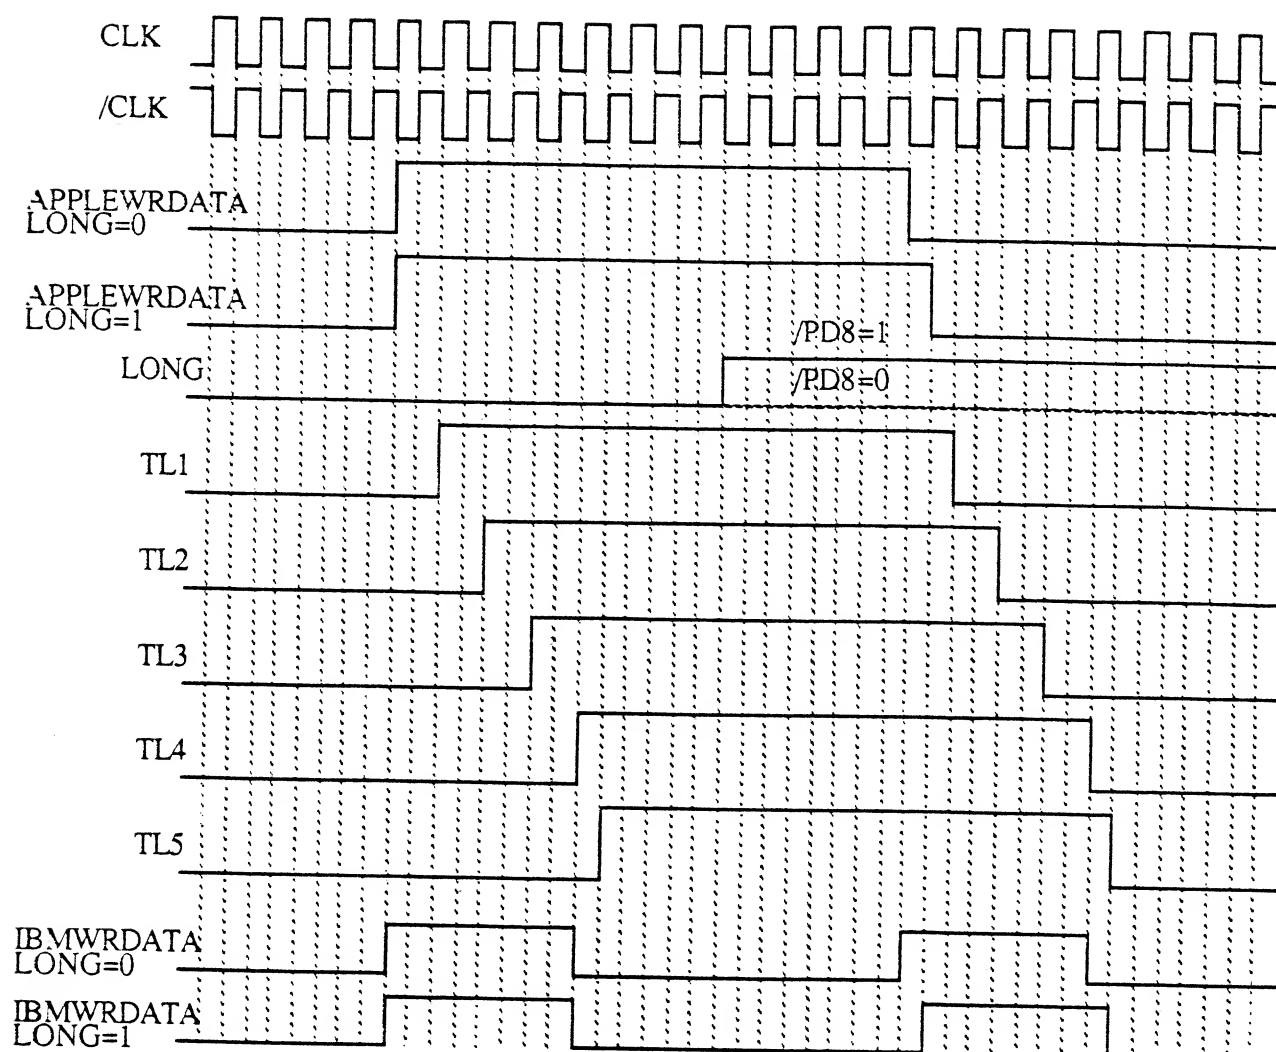 CLK
/CLK
APPLEWRDATA
LONG=0
APPLEWRDATA
LONG=1
/PD8=1
LONG
/PD8=0
TL1
TL2
TL3
TL4
TL5
IBMWRDATA
LONG=0
IBMWRDATA
LONG=1